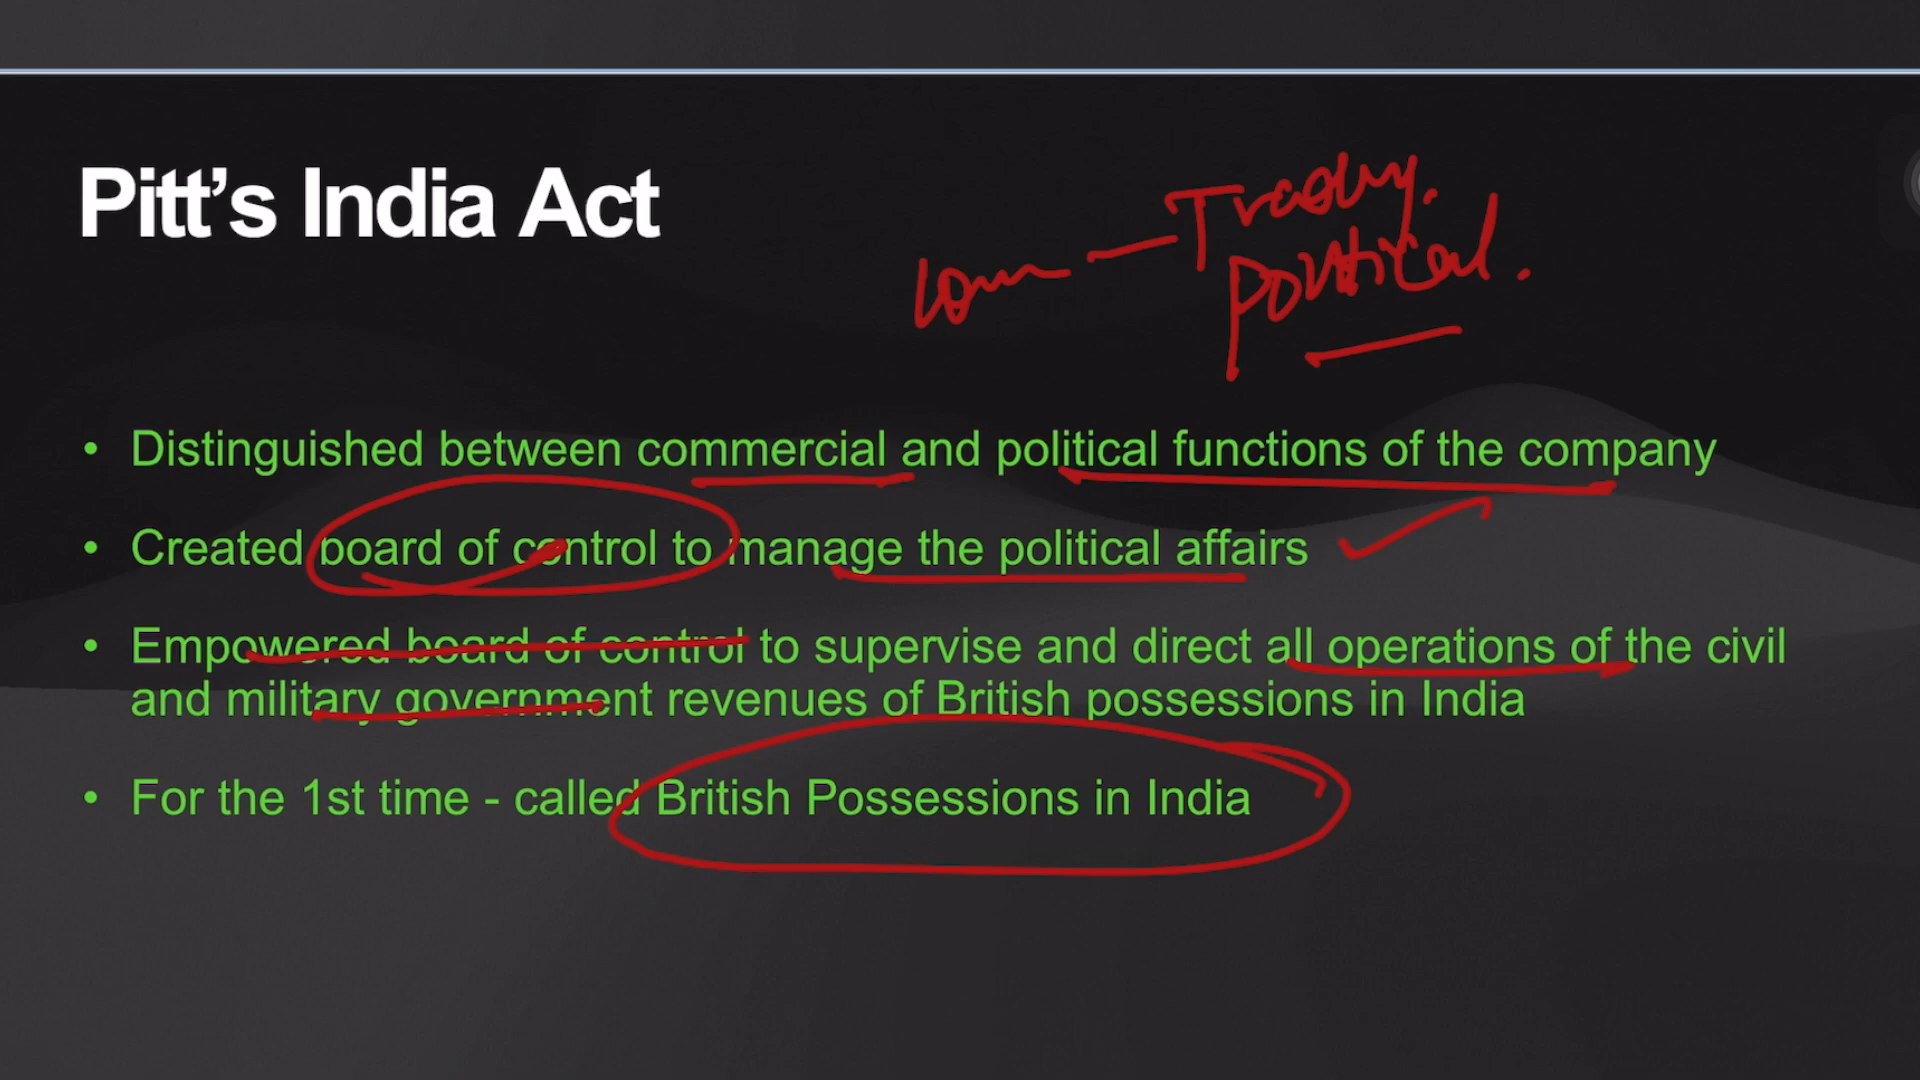 Pitt's India Act
Com — Trading.
Political.
• Distinguished between commercial and political functions of the company
• Created board of control to manage the political affairs
• Empowered board of control to supervise and direct all operations of the civil
and military government revenues of British possessions in India
• For the 1st time - called British Possessions in India